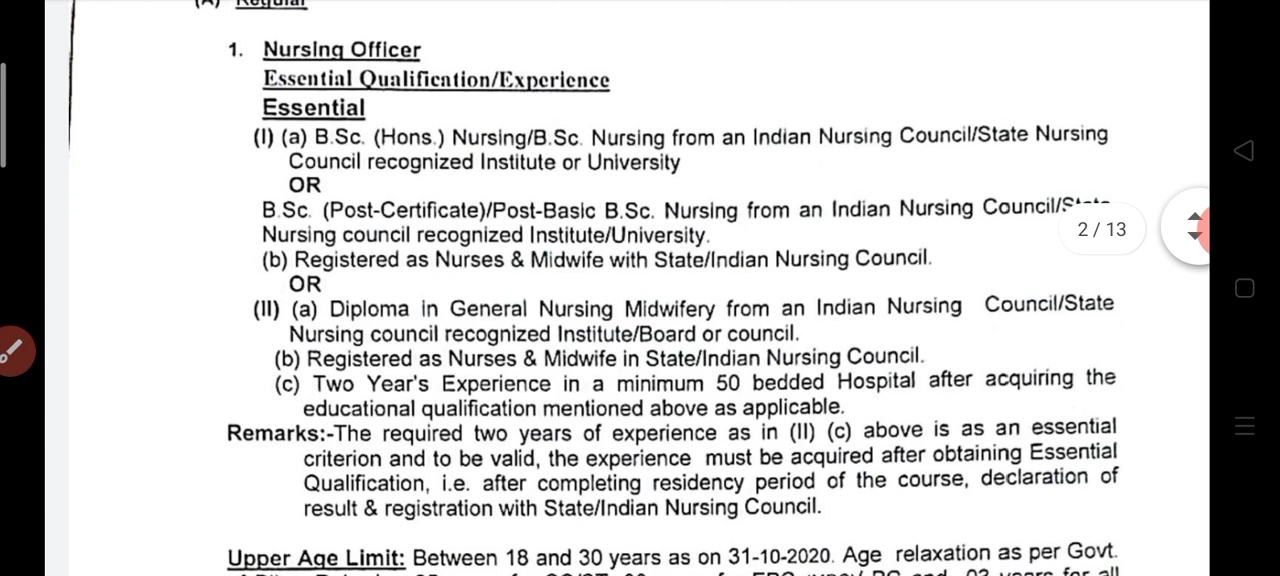 (A) Regular
1. Nursing Officer
Essential Qualification/Experience
Essential
(I) (a) B.Sc. (Hons.) Nursing/B.Sc. Nursing from an Indian Nursing Council/State Nursing
Council recognized Institute or University
OR
B.Sc. (Post-Certificate)/Post-Basic B.Sc. Nursing from an Indian Nursing Council/State
Nursing council recognized Institute/University.
2 / 13
(b) Registered as Nurses & Midwife with State/Indian Nursing Council.
OR
(II) (a) Diploma in General Nursing Midwifery from an Indian Nursing Council/State
Nursing council recognized Institute/Board or council.
(b) Registered as Nurses & Midwife in State/Indian Nursing Council.
(c) Two Year's Experience in a minimum 50 bedded Hospital after acquiring the
educational qualification mentioned above as applicable.
Remarks:-The required two years of experience as in (II) (c) above is as an essential
criterion and to be valid, the experience must be acquired after obtaining Essential
Qualification, i.e. after completing residency period of the course, declaration of
result & registration with State/Indian Nursing Council.
Upper Age Limit: Between 18 and 30 years as on 31-10-2020. Age relaxation as per Govt.